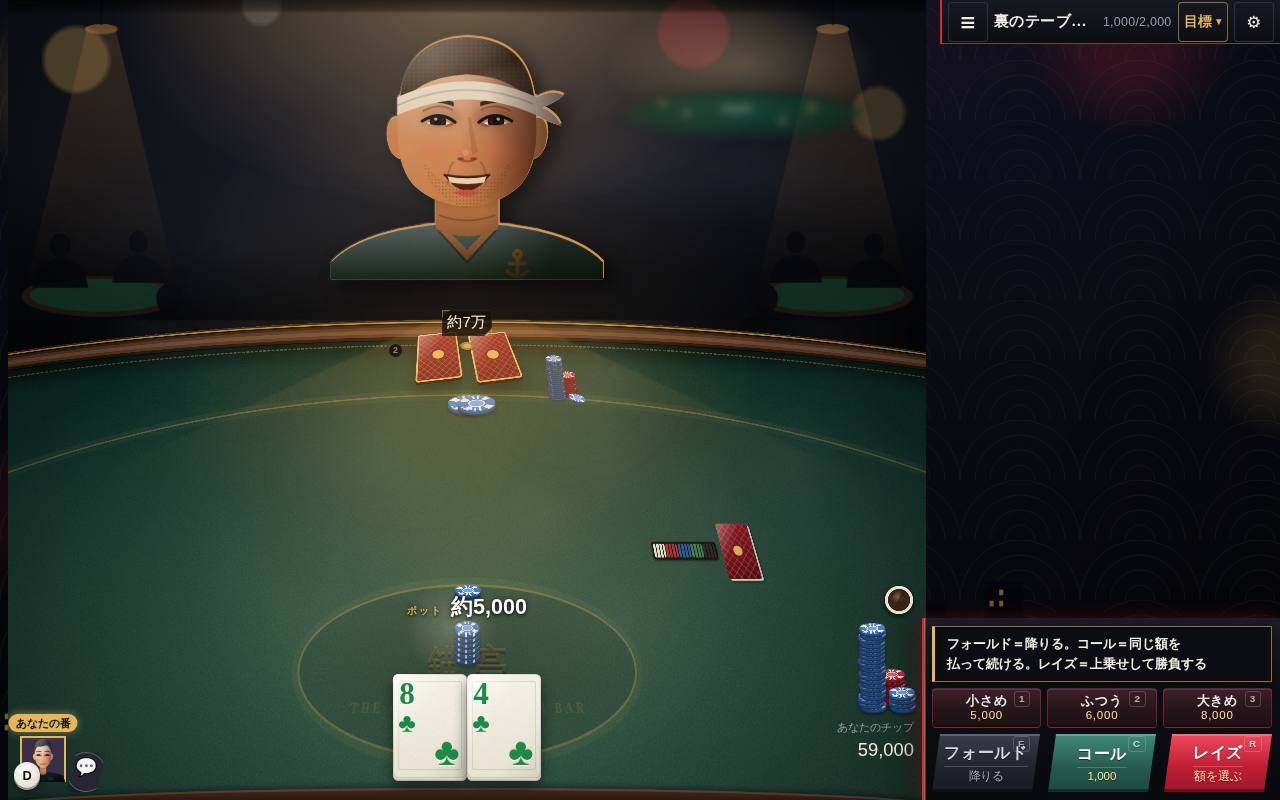 裏のテーブ…
1,000/2,000
目標▼
約7万
2
ポット 約5,000
THE BAR
8
4
あなたの番
D
あなたのチップ
59,000
フォールド＝降りる。コール＝同じ額を
払って続ける。レイズ＝上乗せして勝負する
小さめ 1
5,000
ふつう 2
6,000
大きめ 3
8,000
フォールド F
降りる
コール C
1,000
レイズ R
額を選ぶ